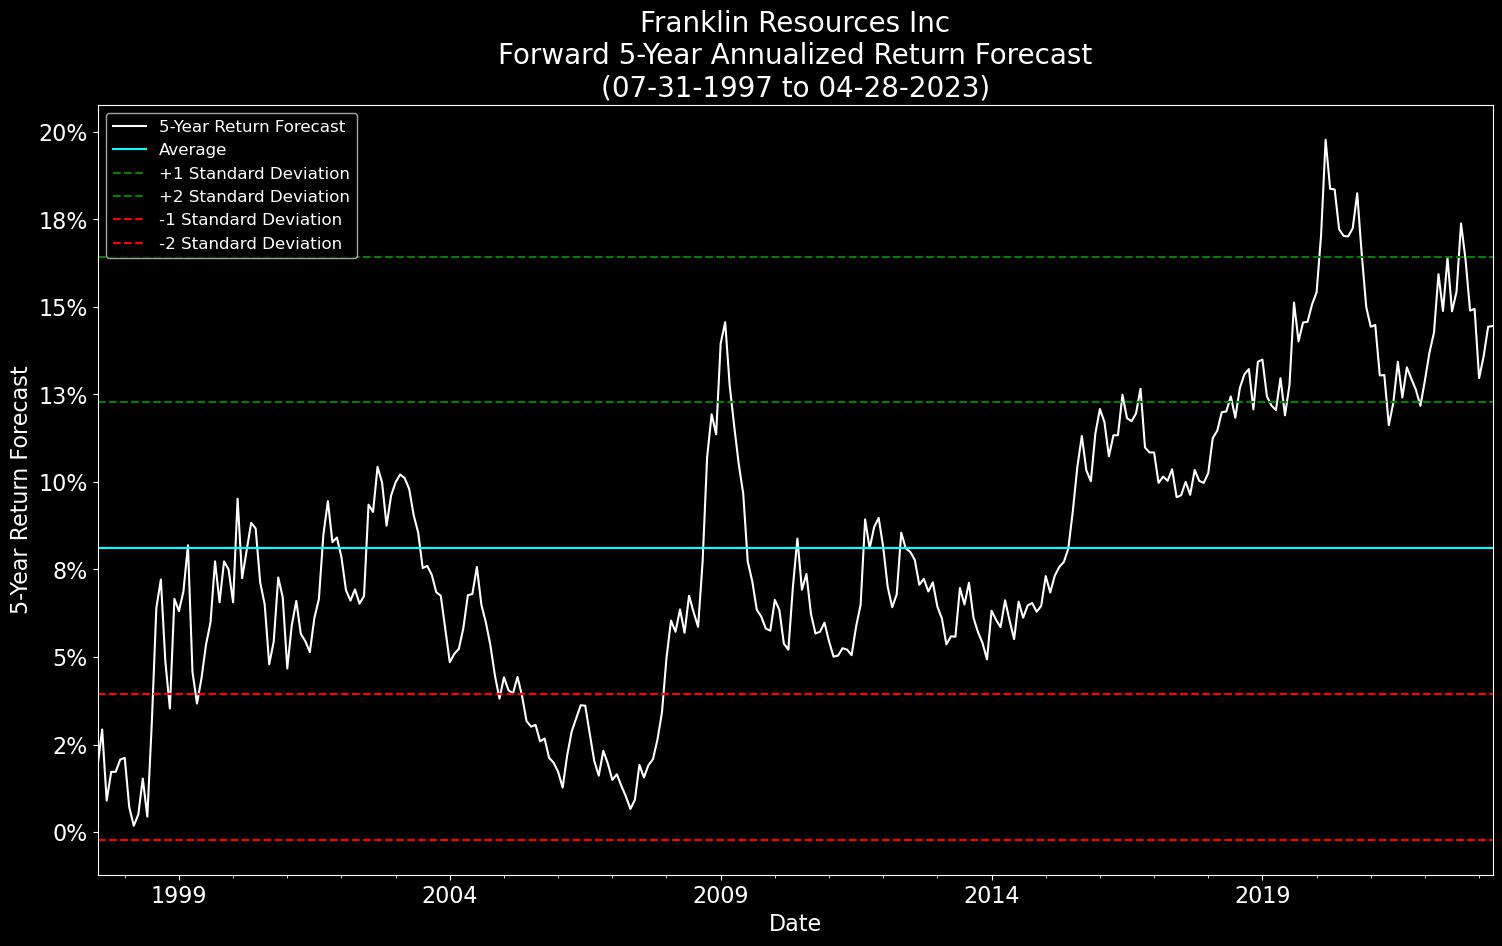 Franklin Resources Inc
Forward 5-Year Annualized Return Forecast
(07-31-1997 to 04-28-2023)
5-Year Return Forecast
Average
+1 Standard Deviation
+2 Standard Deviation
-1 Standard Deviation
-2 Standard Deviation
20%
18%
15%
13%
10%
8%
5%
2%
0%
5-Year Return Forecast
1999
2004
2009
2014
2019
Date